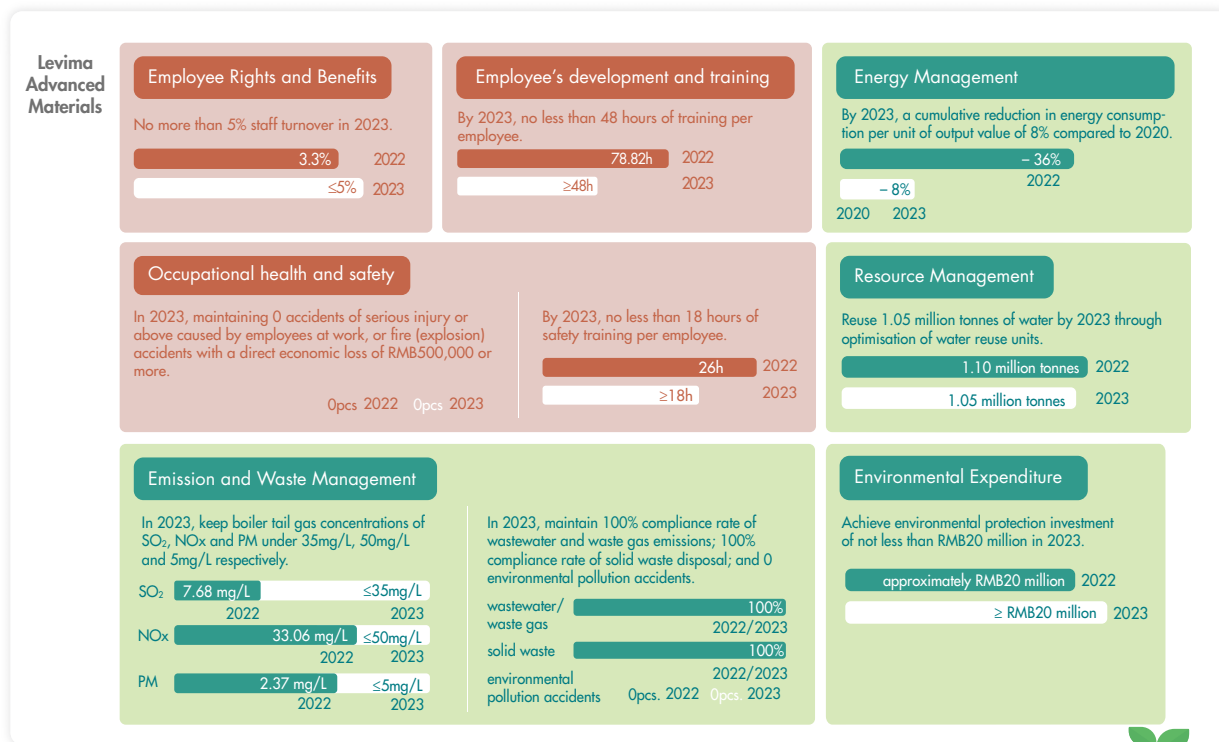 Levima
Advanced
Materials
Employee Rights and Benefits
No more than 5% staff turnover in 2023.
3.3% 2022
≤5% 2023
Employee's development and training
By 2023, no less than 48 hours of training per
employee.
78.82h 2022
≥48h 2023
Energy Management
By 2023, a cumulative reduction in energy consump-
tion per unit of output value of 8% compared to 2020.
– 36%
2022
– 8%
2020 2023
Occupational health and safety
In 2023, maintaining 0 accidents of serious injury or
above caused by employees at work, or fire (explosion)
accidents with a direct economic loss of RMB500,000 or
more.
0pcs 2022 0pcs 2023
By 2023, no less than 18 hours of
safety training per employee.
26h 2022
≥18h 2023
Resource Management
Reuse 1.05 million tonnes of water by 2023 through
optimisation of water reuse units.
1.10 million tonnes 2022
1.05 million tonnes 2023
Emission and Waste Management
In 2023, keep boiler tail gas concentrations of
SO₂, NOx and PM under 35mg/L, 50mg/L
and 5mg/L respectively.
SO₂ 7.68 mg/L ≤35mg/L
2022 2023
NOx 33.06 mg/L ≤50mg/L
2022 2023
PM 2.37 mg/L ≤5mg/L
2022 2023
In 2023, maintain 100% compliance rate of
wastewater and waste gas emissions; 100%
compliance rate of solid waste disposal; and 0
environmental pollution accidents.
wastewater/
waste gas 100%
2022/2023
solid waste 100%
2022/2023
environmental
pollution accidents 0pcs. 2022 0pcs. 2023
Environmental Expenditure
Achieve environmental protection investment
of not less than RMB20 million in 2023.
approximately RMB20 million 2022
≥ RMB20 million 2023